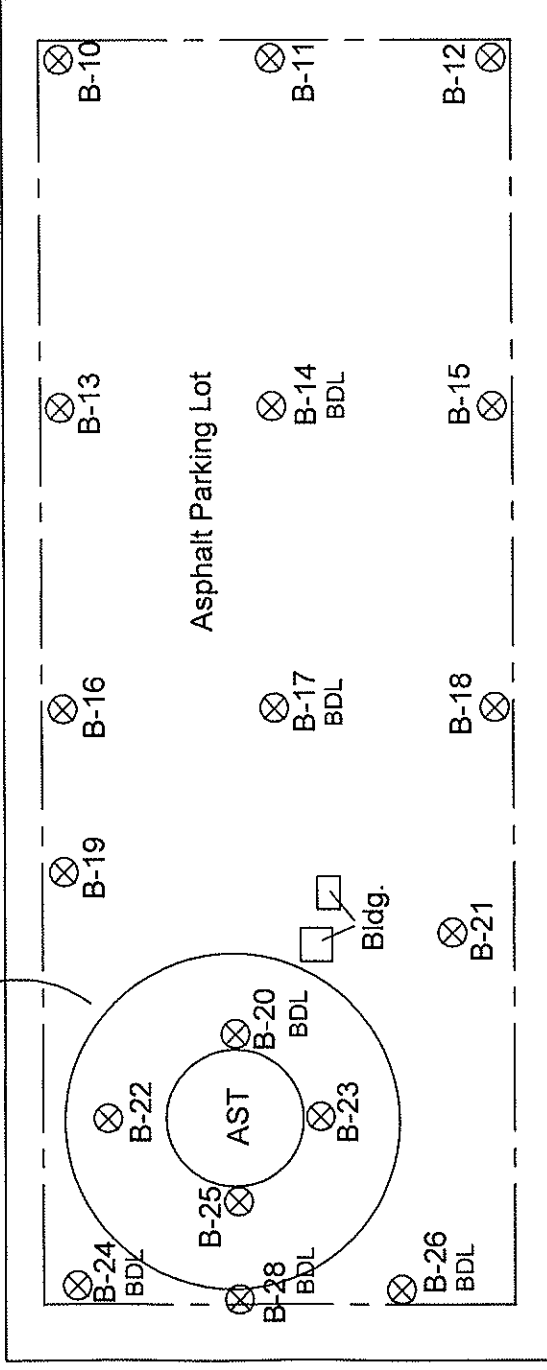 B-10
B-11
B-12
B-13
B-14
BDL
B-15
Asphalt Parking Lot
B-16
B-17
BDL
B-18
B-19
Bldg.
B-21
B-20
BDL
B-22
AST
B-23
B-25
B-24
BDL
B-28
BDL
B-26
BDL